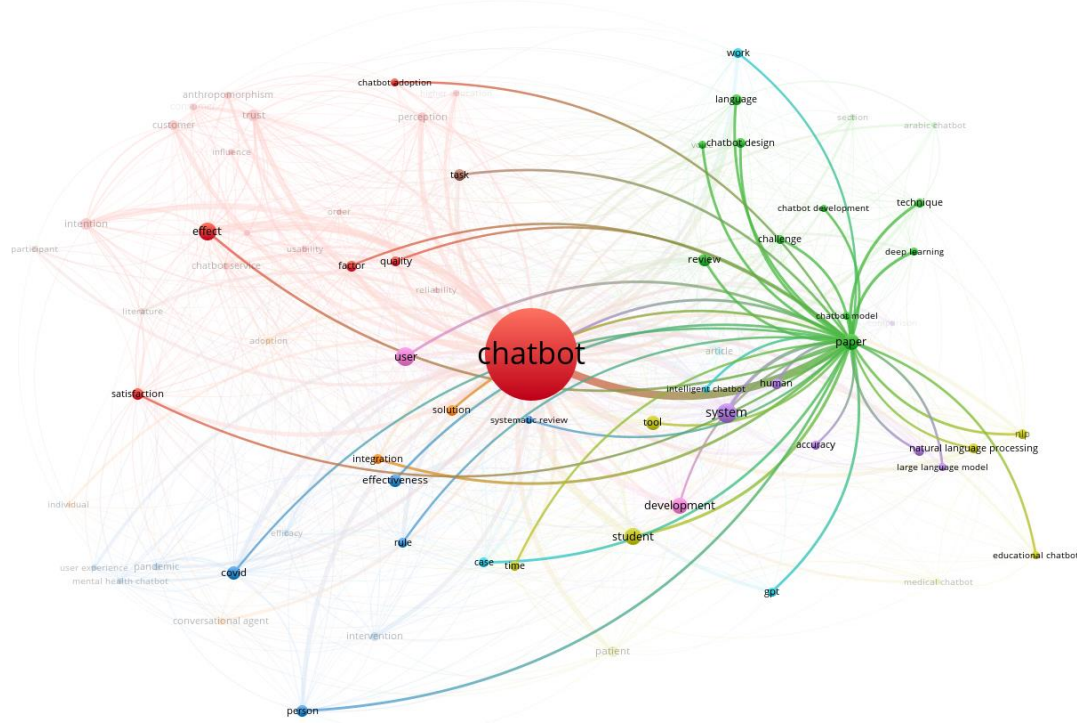 work
chatbot adoption
anthropomorphism
language
trust
perception
section
customer
arabic chatbot
chatbot design
influence
task
technique
order
chatbot development
intention
effect
challenge
participant
usability
deep learning
review
quality
factor
chatbot service
reliability
literature
chatbot model
adoption
paper
article
chatbot
user
human
intelligent chatbot
satisfaction
solution
system
systematic review
tool
nlp
accuracy
natural language processing
integration
large language model
effectiveness
individual
development
efficacy
student
rule
educational chatbot
case
time
user experience
pandemic
covid
mental health chatbot
medical chatbot
gpt
conversational agent
intervention
patient
person